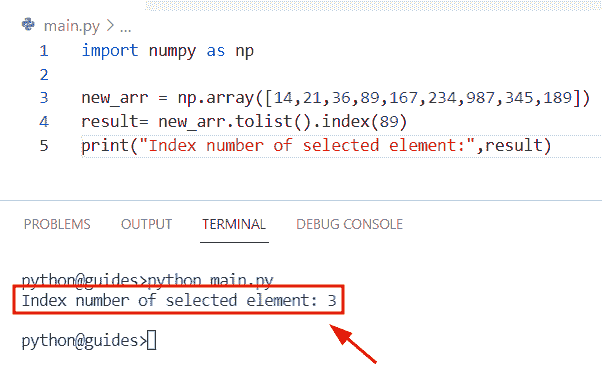 main.py > ...
1 import numpy as np
2
3 new_arr = np.array([14,21,36,89,167,234,987,345,189])
4 result= new_arr.tolist().index(89)
5 print("Index number of selected element:",result)
PROBLEMS OUTPUT TERMINAL DEBUG CONSOLE
python@guides>python main.py
Index number of selected element: 3
python@guides>